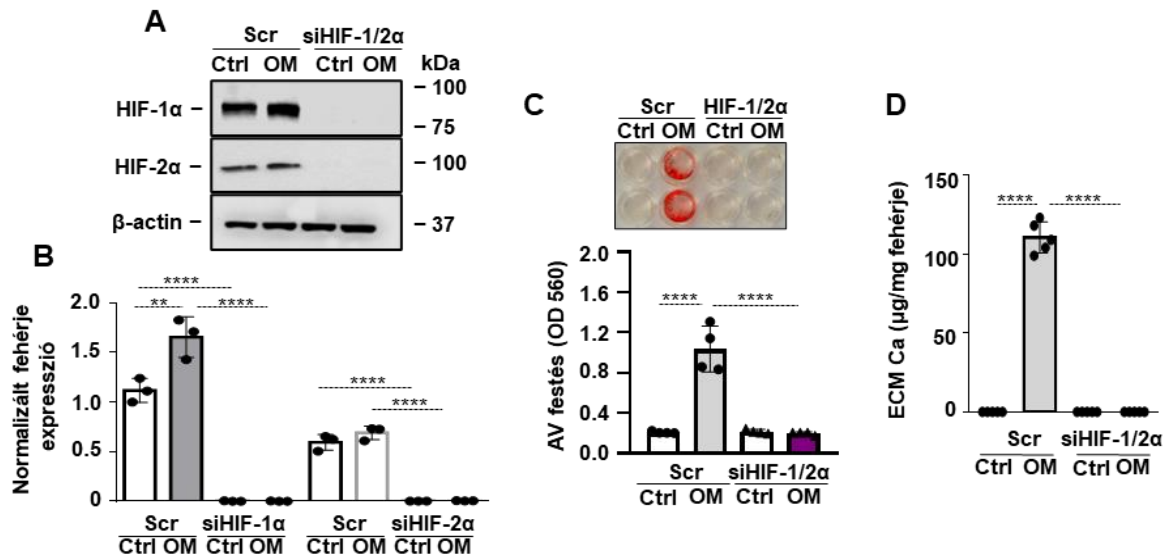 A
Scr siHIF-1/2α
Ctrl OM Ctrl OM kDa
HIF-1α – – 100
– 75
HIF-2α – – 100
β-actin – – 37
B
Normalizált fehérje
expresszió
2.0
1.5
1.0
0.5
0
**** ** **** **** ****
Scr siHIF-1α Scr siHIF-2α
Ctrl OM Ctrl OM Ctrl OM Ctrl OM
C
Scr HIF-1/2α
Ctrl OM Ctrl OM
AV festés (OD 560)
2.0
1.6
1.2
0.8
0.4
0.0
**** ****
Scr siHIF-1/2α
Ctrl OM Ctrl OM
D
ECM Ca (µg/mg fehérje)
150
100
50
0
**** ****
Scr siHIF-1/2α
Ctrl OM Ctrl OM